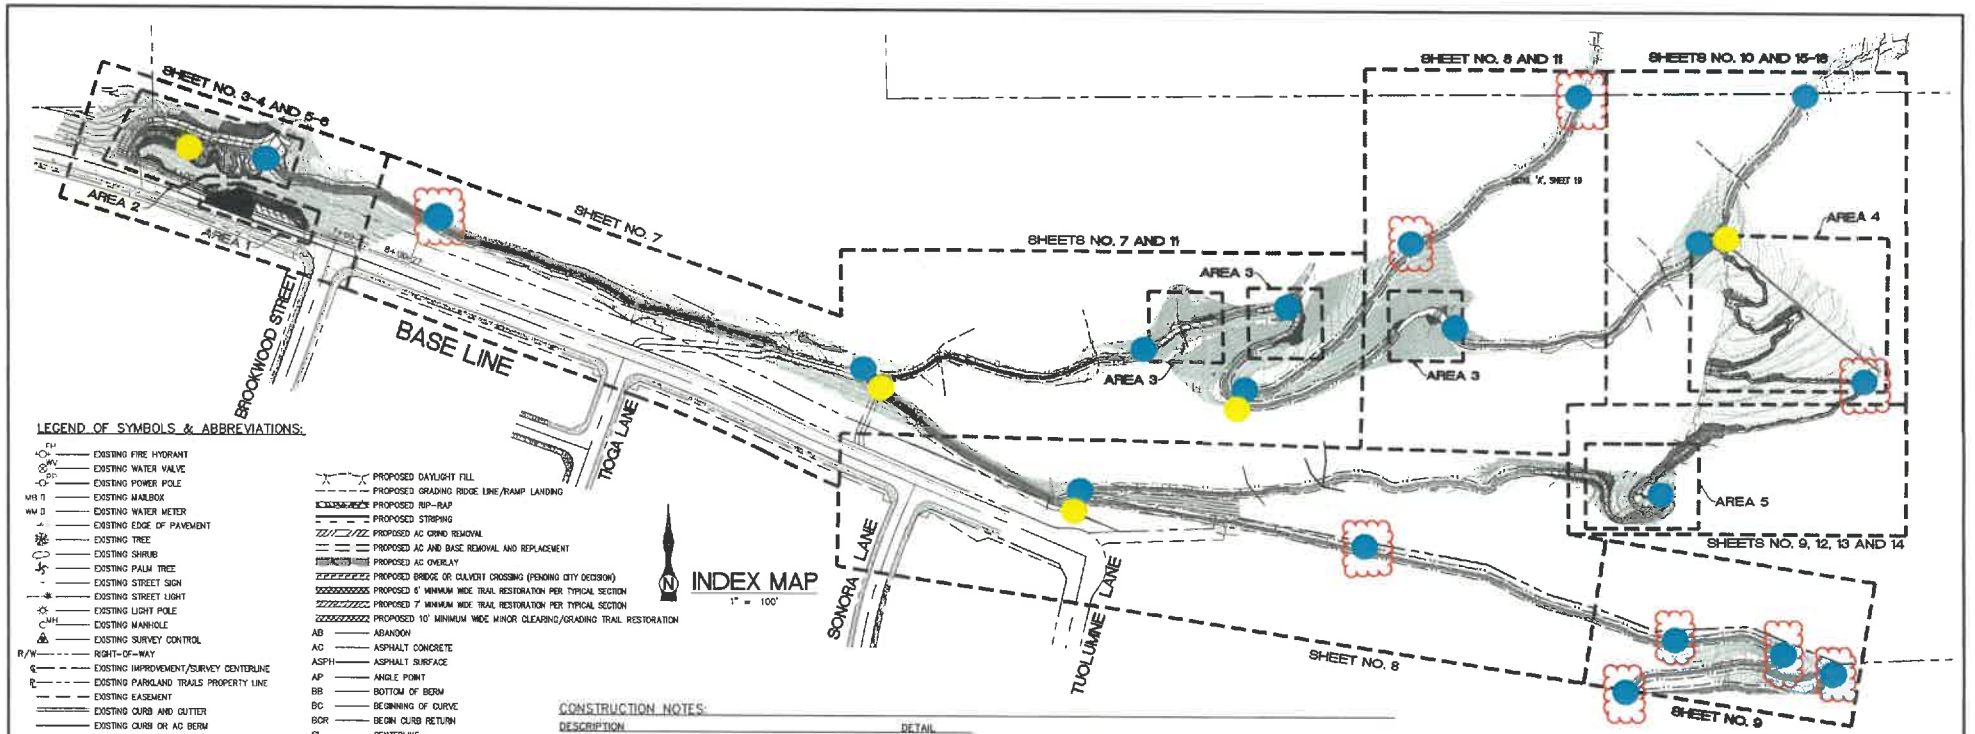 SHEET NO. 3-4 AND 5-6
SHEET NO. 7
SHEETS NO. 7 AND 11
SHEET NO. 8 AND 11
SHEETS NO. 10 AND 15-18
AREA 2
AREA 1
AREA 3
AREA 3
AREA 3
AREA 4
AREA 5
SHEET 19
BROOKWOOD STREET
BASE LINE
TIOGA LANE
SONORA LANE
TUOLUMNE LANE
SHEETS NO. 9, 12, 13 AND 14
SHEET NO. 8
SHEET NO. 9
N
INDEX MAP
1" = 100'
LEGEND OF SYMBOLS & ABBREVIATIONS:
FH EXISTING FIRE HYDRANT
WV EXISTING WATER VALVE
PP EXISTING POWER POLE
MB EXISTING MAILBOX
WM EXISTING WATER METER
EXISTING EDGE OF PAVEMENT
EXISTING TREE
EXISTING SHRUB
EXISTING PALM TREE
EXISTING STREET SIGN
EXISTING STREET LIGHT
EXISTING LIGHT POLE
MH EXISTING MANHOLE
EXISTING SURVEY CONTROL
R/W RIGHT-OF-WAY
EXISTING IMPROVEMENT/SURVEY CENTERLINE
EXISTING PARKLAND TRAILS PROPERTY LINE
EXISTING EASEMENT
EXISTING CURB AND GUTTER
EXISTING CURB OR AC BERM
PROPOSED DAYLIGHT FILL
PROPOSED GRADING RIDGE LINE/RAMP LANDING
PROPOSED RIP-RAP
PROPOSED STRIPING
PROPOSED AC GRIND REMOVAL
PROPOSED AC AND BASE REMOVAL AND REPLACEMENT
PROPOSED AC OVERLAY
PROPOSED BRIDGE OR CULVERT CROSSING (PENDING CITY DECISION)
PROPOSED 6' MINIMUM WIDE TRAIL RESTORATION PER TYPICAL SECTION
PROPOSED 7' MINIMUM WIDE TRAIL RESTORATION PER TYPICAL SECTION
PROPOSED 10' MINIMUM WIDE MINOR CLEARING/GRADING TRAIL RESTORATION
AB ABANDON
AC ASPHALT CONCRETE
ASPH ASPHALT SURFACE
AP ANGLE POINT
BB BOTTOM OF BERM
BC BEGINNING OF CURVE
BCR BEGIN CURB RETURN
CONSTRUCTION NOTES:
DESCRIPTION DETAIL